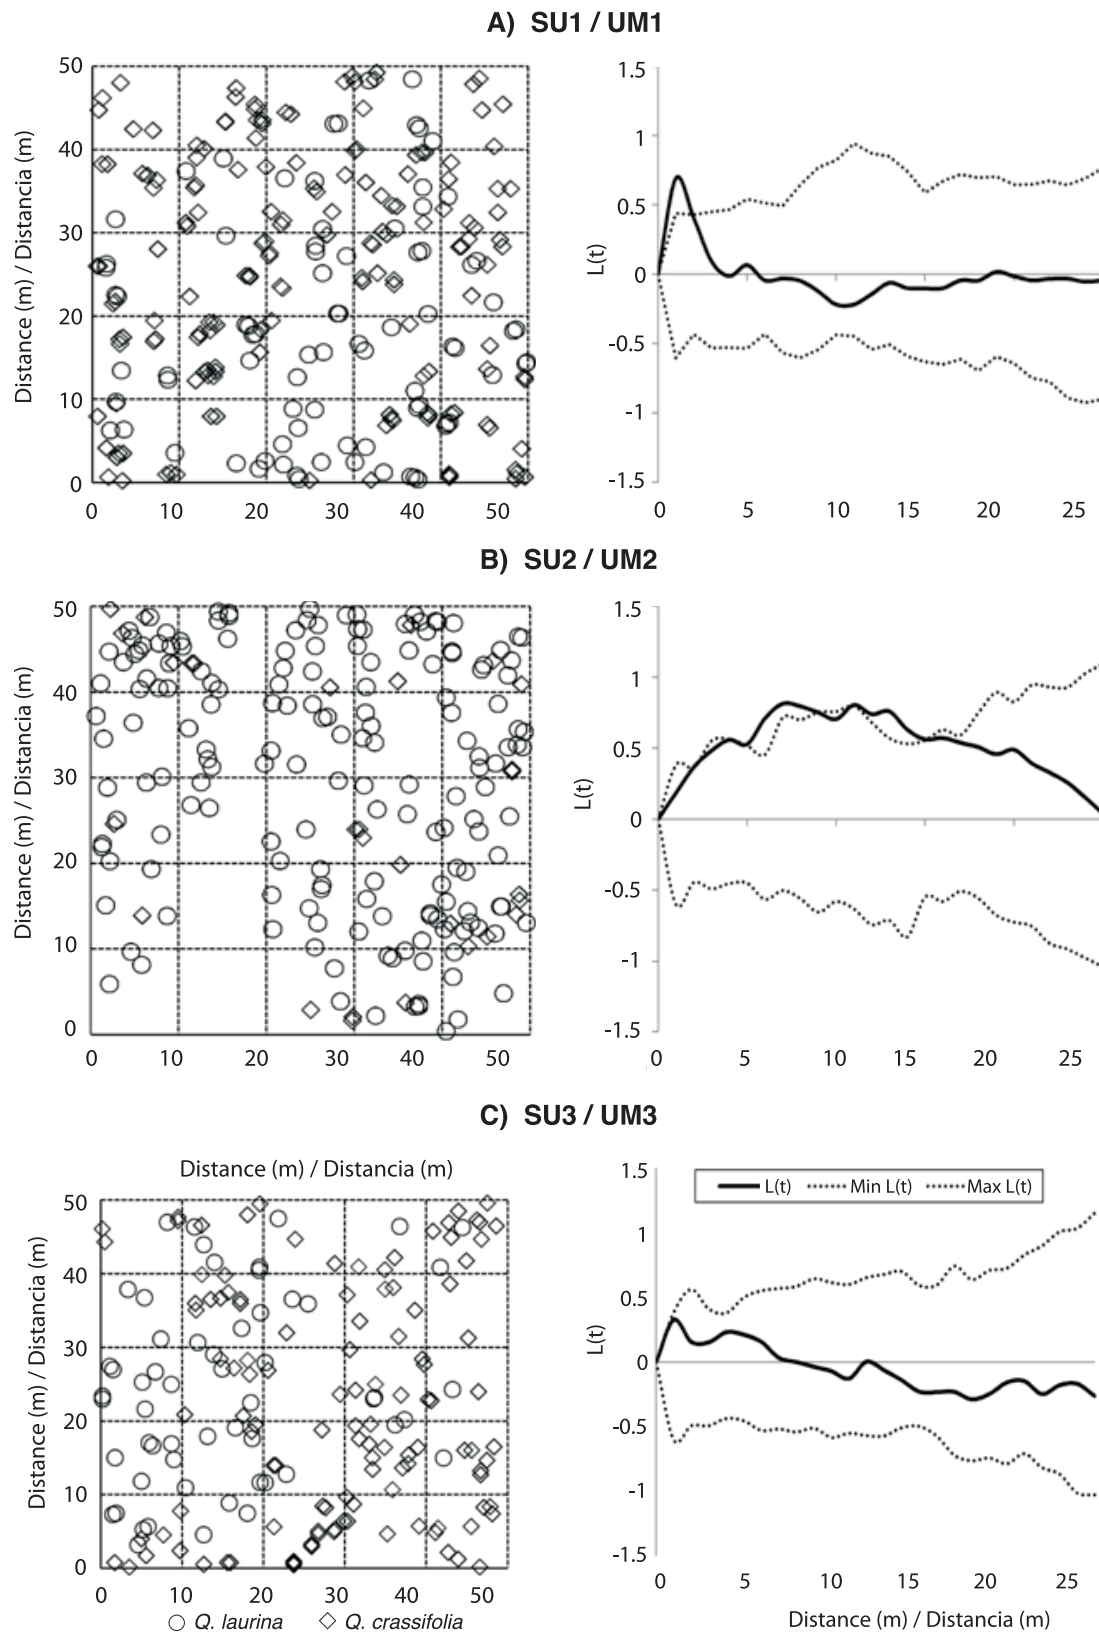 A) SU1 / UM1
Distance (m) / Distancia (m)
50
40
30
20
10
0
0 10 20 30 40 50
L(t)
1.5
1
0.5
0
-0.5
-1
-1.5
0 5 10 15 20 25
B) SU2 / UM2
Distance (m) / Distancia (m)
50
40
30
20
10
0
0 10 20 30 40 50
L(t)
1.5
1
0.5
0
-0.5
-1
-1.5
0 5 10 15 20 25
C) SU3 / UM3
Distance (m) / Distancia (m)
Distance (m) / Distancia (m)
50
40
30
20
10
0
0 10 20 30 40 50
Q. laurina Q. crassifolia
L(t) Min L(t) Max L(t)
L(t)
1.5
1
0.5
0
-0.5
-1
-1.5
0 5 10 15 20 25
Distance (m) / Distancia (m)